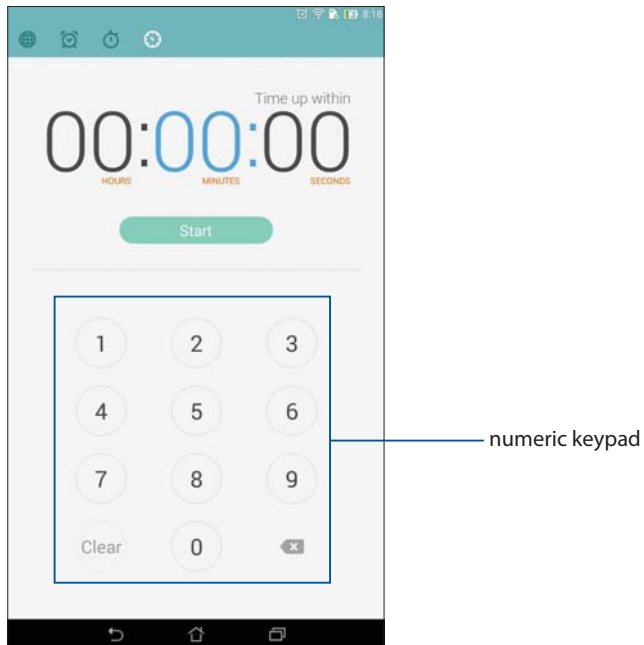 8:18
Time up within
00:00:00
HOURS MINUTES SECONDS
Start
1 2 3
4 5 6
7 8 9
Clear 0
numeric keypad